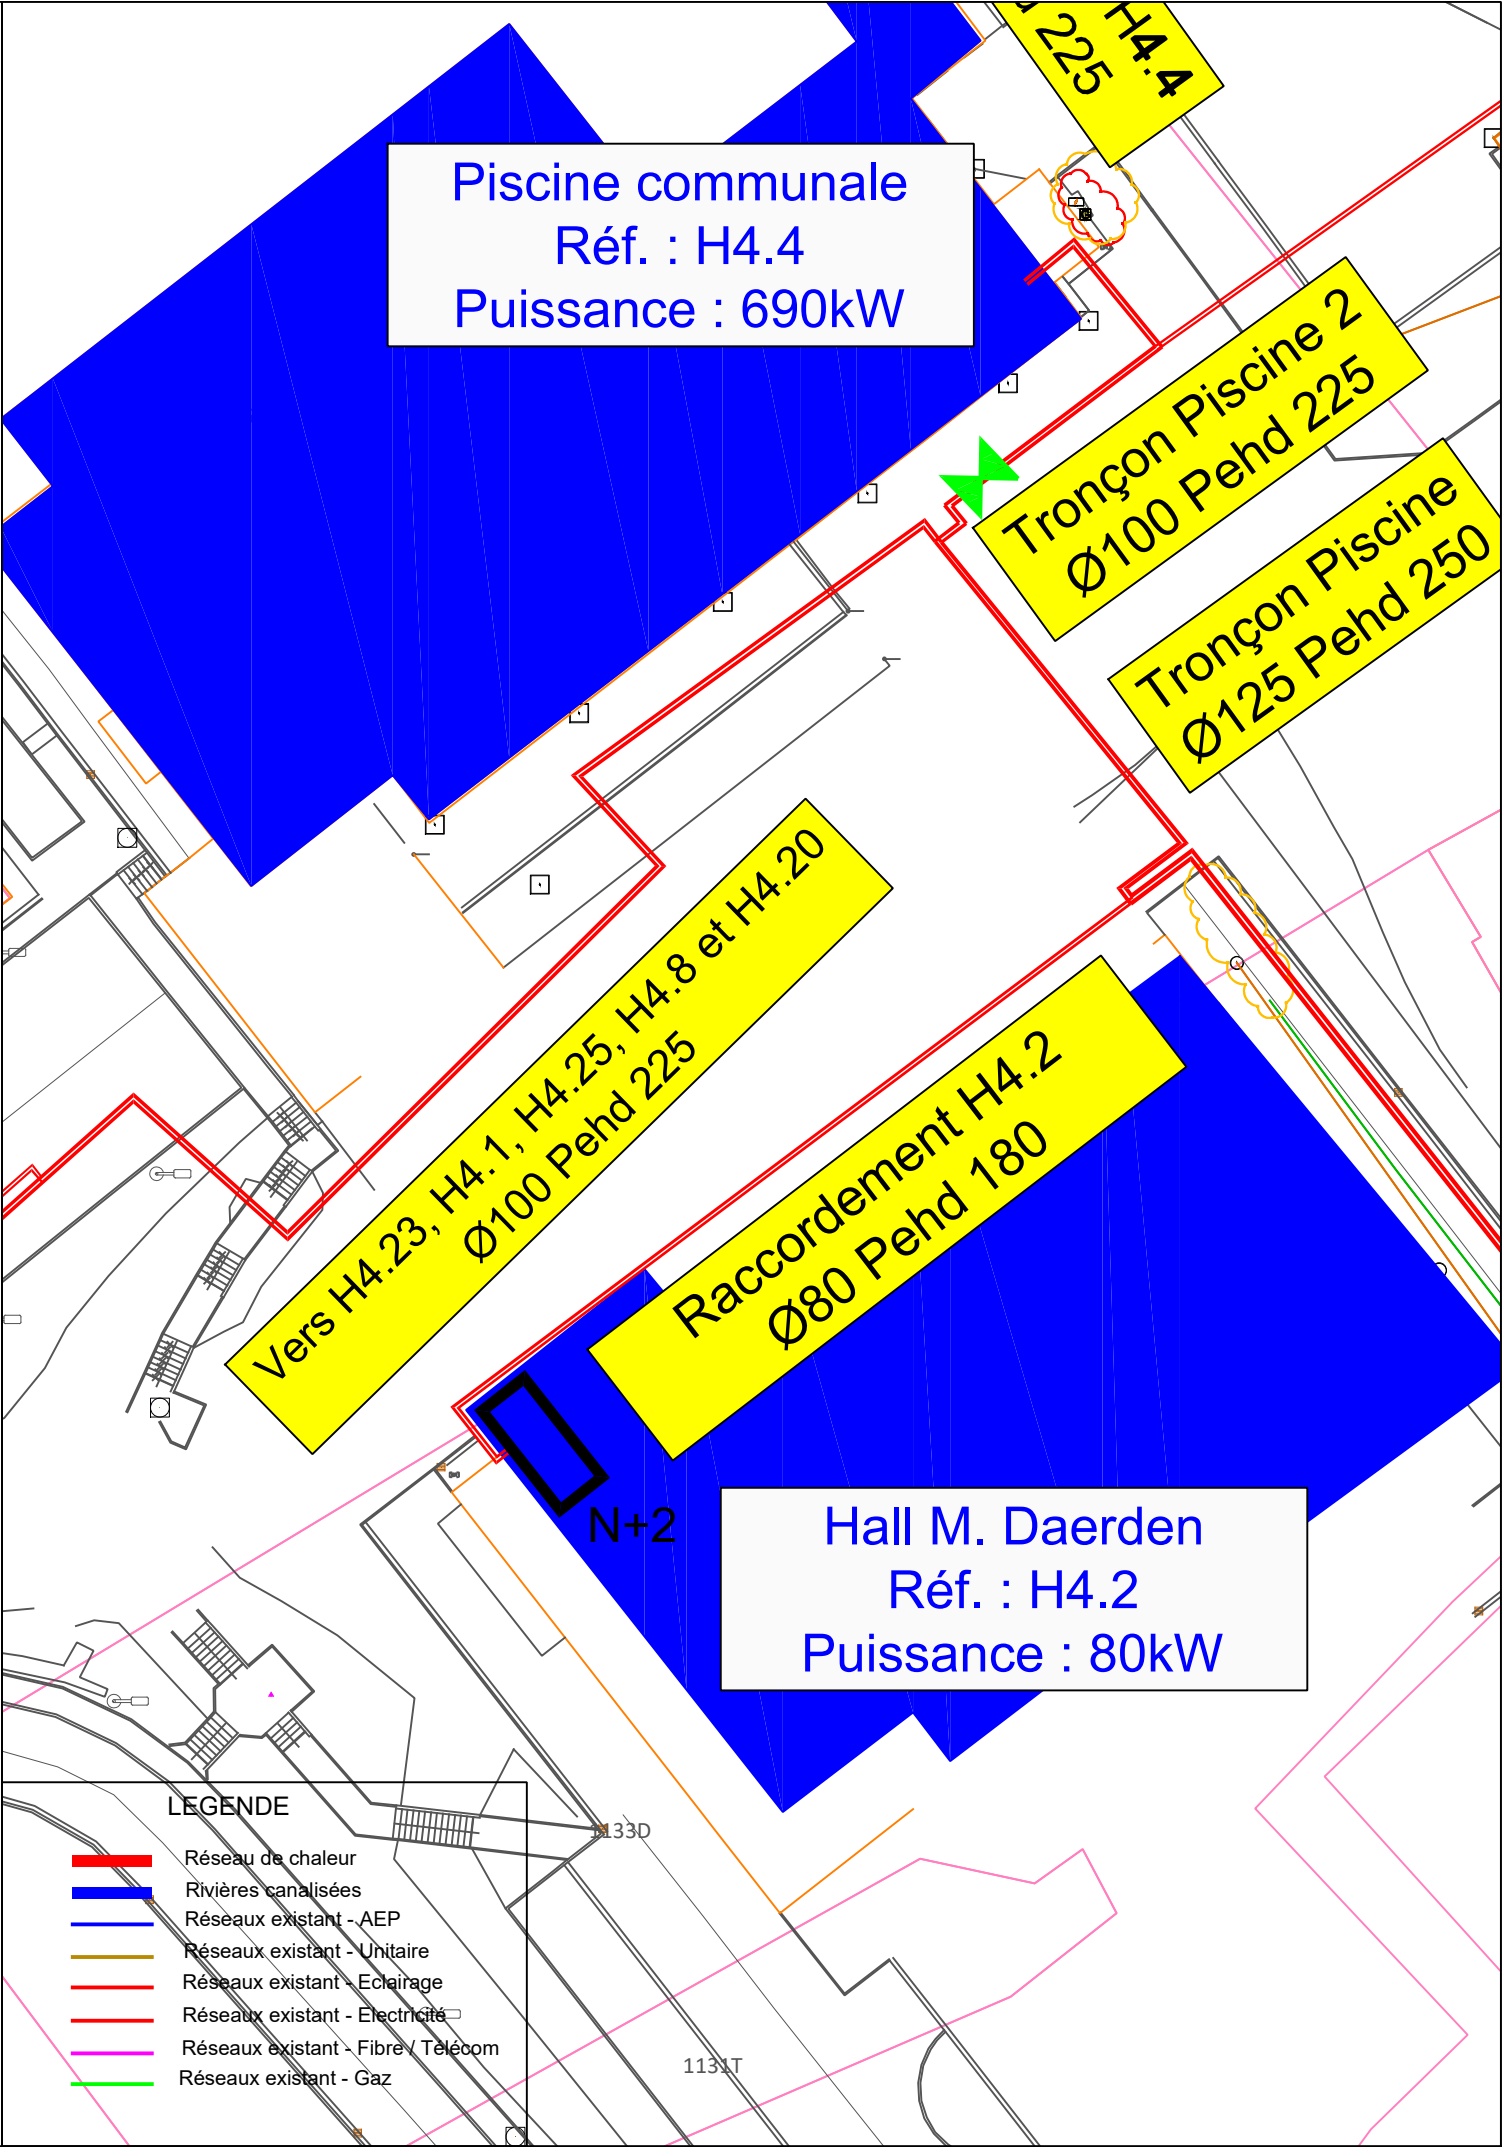 H4.4
225
Piscine communale
Réf. : H4.4
Puissance : 690kW
Tronçon Piscine 2
Ø100 Pehd 225
Tronçon Piscine
Ø125 Pehd 250
Vers H4.23, H4.1, H4.25, H4.8 et H4.20
Ø100 Pehd 225
Raccordement H4.2
Ø80 Pehd 180
N+2
Hall M. Daerden
Réf. : H4.2
Puissance : 80kW
LEGENDE
Réseau de chaleur
Rivières canalisées
Réseaux existant - AEP
Réseaux existant - Unitaire
Réseaux existant - Eclairage
Réseaux existant - Electricité
Réseaux existant - Fibre / Télécom
Réseaux existant - Gaz
1133D
1131T